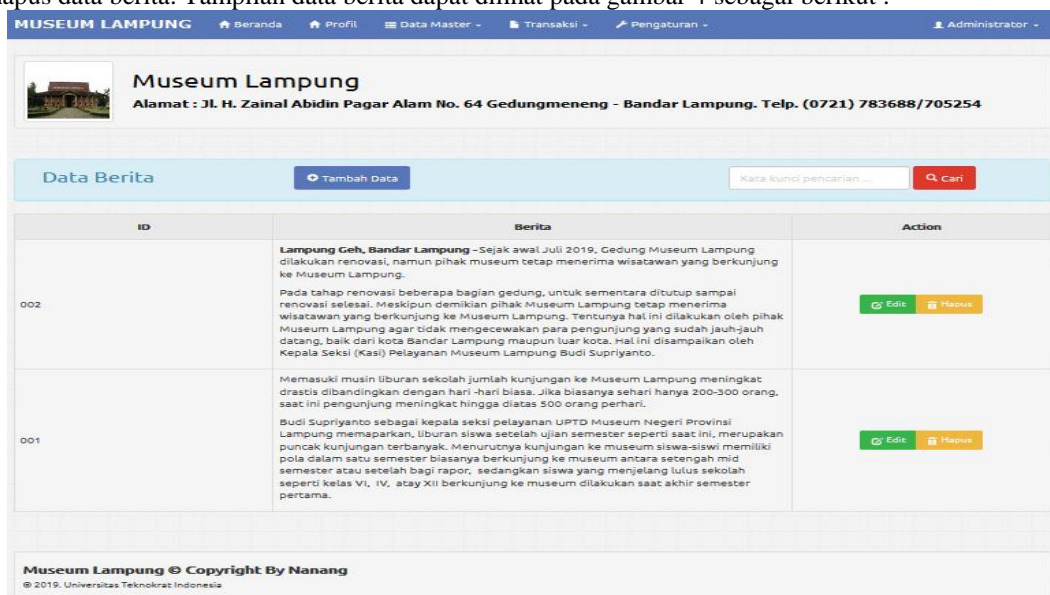 hapus data berita. Tampilan data berita dapat dilihat pada gambar 4 sebagai berikut :
MUSEUM LAMPUNG Beranda Profil Data Master Transaksi Pengaturan Administrator
Museum Lampung
Alamat : Jl. H. Zainal Abidin Pagar Alam No. 64 Gedungmeneng - Bandar Lampung. Telp. (0721) 783688/705254
Data Berita Tambah Data Kata kunci pencarian ... Cari
ID Berita Action
Lampung Geh, Bandar Lampung - Sejak awal Juli 2019, Gedung Museum Lampung
dilakukan renovasi, namun pihak museum tetap menerima wisatawan yang berkunjung
ke Museum Lampung.
Pada tahap renovasi beberapa bagian gedung, untuk sementara ditutup sampai
renovasi selesai. Meskipun demikian pihak Museum Lampung tetap menerima
002 wisatawan yang berkunjung ke Museum Lampung. Tentunya hal ini dilakukan oleh pihak Edit Hapus
Museum Lampung agar tidak mengecewakan para pengunjung yang sudah jauh-jauh
datang, baik dari kota Bandar Lampung maupun luar kota. Hal ini disampaikan oleh
Kepala Seksi (Kasi) Pelayanan Museum Lampung Budi Supriyanto.
Memasuki musin liburan sekolah jumlah kunjungan ke Museum Lampung meningkat
drastis dibandingkan dengan hari -hari biasa. Jika biasanya sehari hanya 200-300 orang,
saat ini pengunjung meningkat hingga diatas 500 orang perhari.
Budi Supriyanto sebagai kepala seksi pelayanan UPTD Museum Negeri Provinsi
001 Lampung memaparkan, liburan siswa setelah ujian semester seperti saat ini, merupakan Edit Hapus
puncak kunjungan terbanyak. Menurutnya kunjungan ke museum siswa-siswi memiliki
pola dalam satu semester biasanya berkunjung ke museum antara setengah mid
semester atau setelah bagi rapor, sedangkan siswa yang menjelang lulus sekolah
seperti kelas VI, IV, atay XII berkunjung ke museum dilakukan saat akhir semester
pertama.
Museum Lampung © Copyright By Nanang
© 2019. Universitas Teknokrat Indonesia